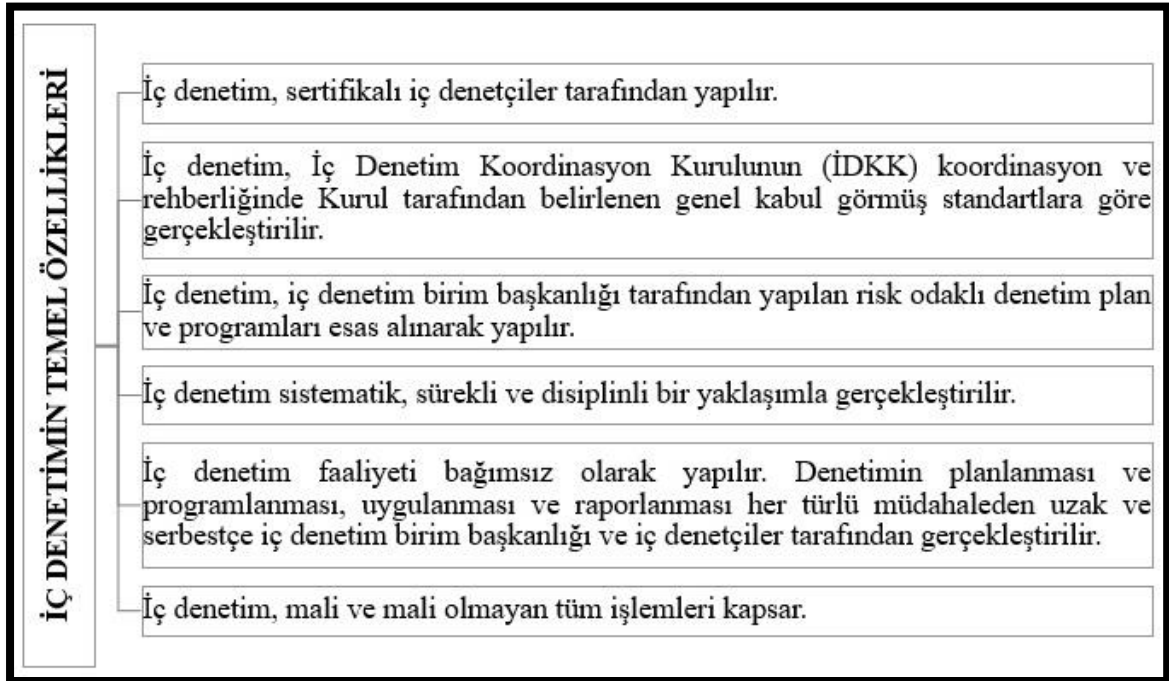 İÇ DENETİMİN TEMEL ÖZELLİKLERİ
İç denetim, sertifikalı iç denetçiler tarafından yapılır.
İç denetim, İç Denetim Koordinasyon Kurulunun (İDKK) koordinasyon ve
rehberliğinde Kurul tarafından belirlenen genel kabul görmüş standartlara göre
gerçekleştirilir.
İç denetim, iç denetim birim başkanlığı tarafından yapılan risk odaklı denetim plan
ve programları esas alınarak yapılır.
İç denetim sistematik, sürekli ve disiplinli bir yaklaşımla gerçekleştirilir.
İç denetim faaliyeti bağımsız olarak yapılır. Denetimin planlanması ve
programlanması, uygulanması ve raporlanması her türlü müdahaleden uzak ve
serbestçe iç denetim birim başkanlığı ve iç denetçiler tarafından gerçekleştirilir.
İç denetim, mali ve mali olmayan tüm işlemleri kapsar.